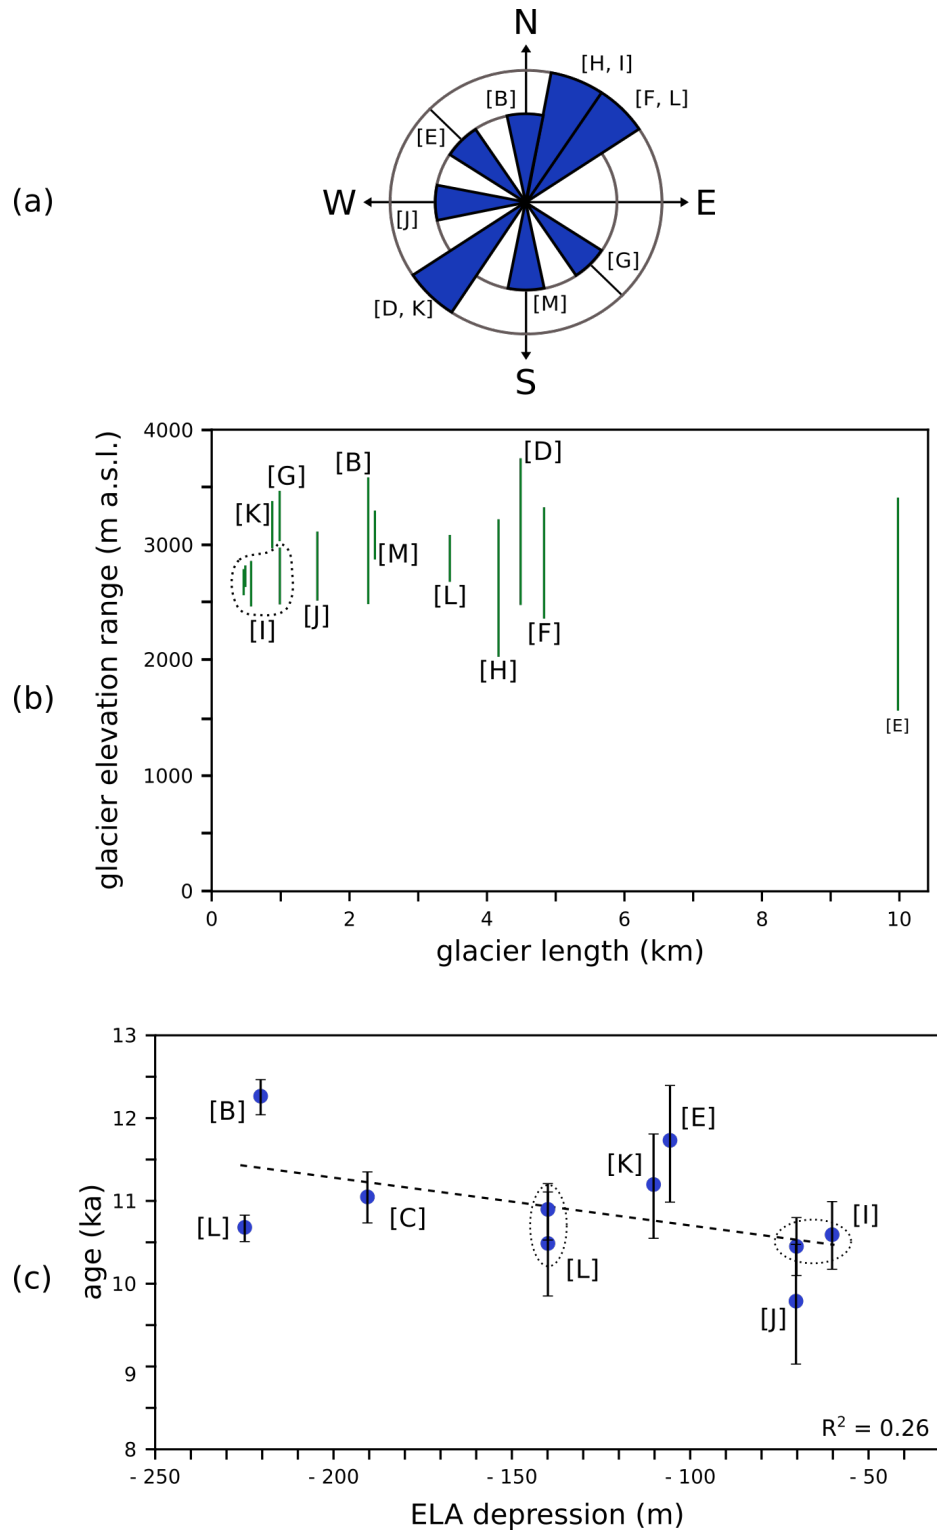 (a)
N
[H, I]
[B]
[F, L]
[E]
W
E
[J]
[G]
[D, K]
[M]
S
(b)
glacier elevation range (m a.s.l.)
4000
3000
2000
1000
0
[B]
[D]
[G]
[K]
[M]
[L]
[I]
[J]
[F]
[H]
[E]
0 2 4 6 8 10
glacier length (km)
(c)
age (ka)
13
12
11
10
9
8
[B]
[E]
[K]
[L]
[C]
[I]
[L]
[J]
R² = 0.26
- 250 - 200 - 150 - 100 - 50
ELA depression (m)